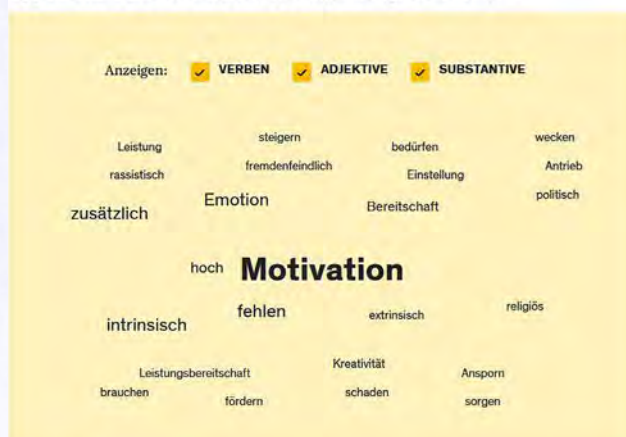 Anzeigen: VERBEN ADJEKTIVE SUBSTANTIVE
Leistung steigern bedürfen wecken
rassistisch fremdenfeindlich Einstellung Antrieb
zusätzlich Emotion Bereitschaft politisch
hoch Motivation
intrinsisch fehlen extrinsisch religiös
Leistungsbereitschaft Kreativität Ansporn
brauchen fördern schaden sorgen